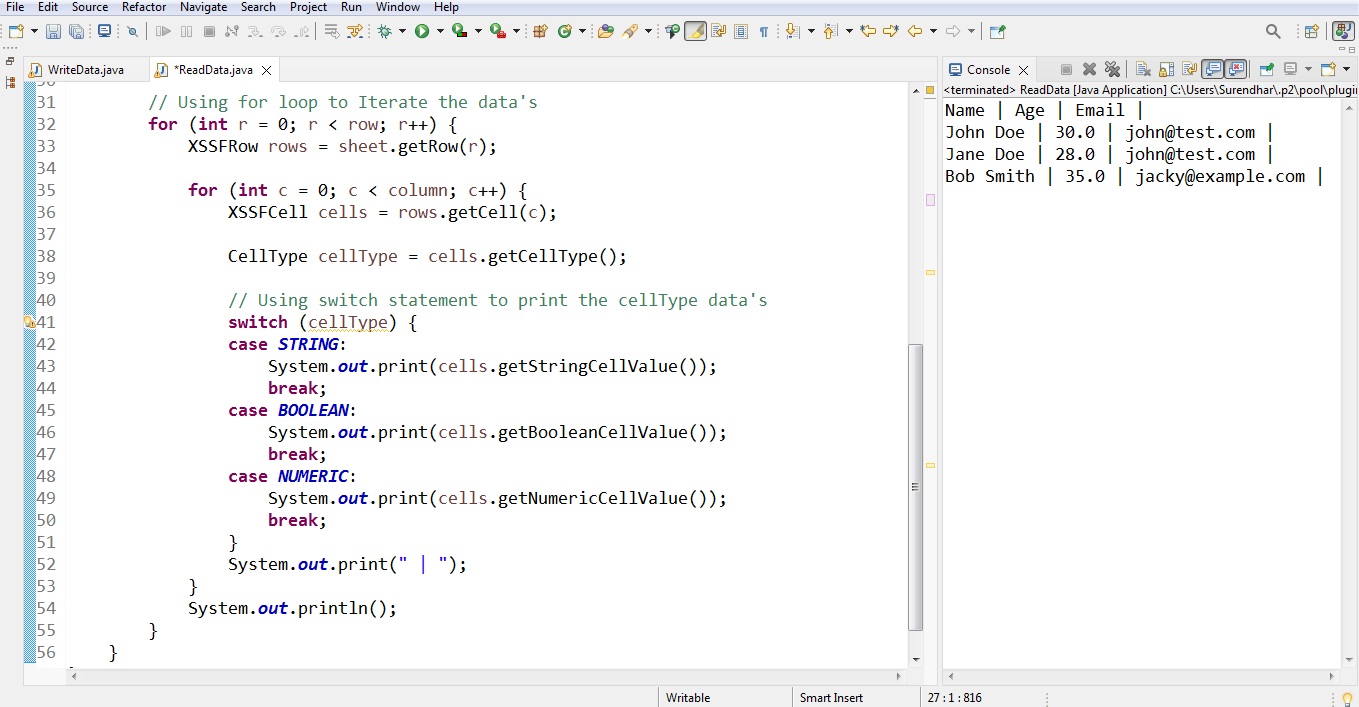 File Edit Source Refactor Navigate Search Project Run Window Help
WriteData.java
*ReadData.java
31 // Using for loop to Iterate the data's
32 for (int r = 0; r < row; r++) {
33 XSSFRow rows = sheet.getRow(r);
34
35 for (int c = 0; c < column; c++) {
36 XSSFCell cells = rows.getCell(c);
37
38 CellType cellType = cells.getCellType();
39
40 // Using switch statement to print the cellType data's
41 switch (cellType) {
42 case STRING:
43 System.out.print(cells.getStringCellValue());
44 break;
45 case BOOLEAN:
46 System.out.print(cells.getBooleanCellValue());
47 break;
48 case NUMERIC:
49 System.out.print(cells.getNumericCellValue());
50 break;
51 }
52 System.out.print(" | ");
53 }
54 System.out.println();
55 }
56 }
Console
<terminated> ReadData [Java Application] C:\Users\Surendhar\.p2\pool\plugi
Name | Age | Email |
John Doe | 30.0 | john@test.com |
Jane Doe | 28.0 | john@test.com |
Bob Smith | 35.0 | jacky@example.com |
Writable
Smart Insert
27 : 1 : 816